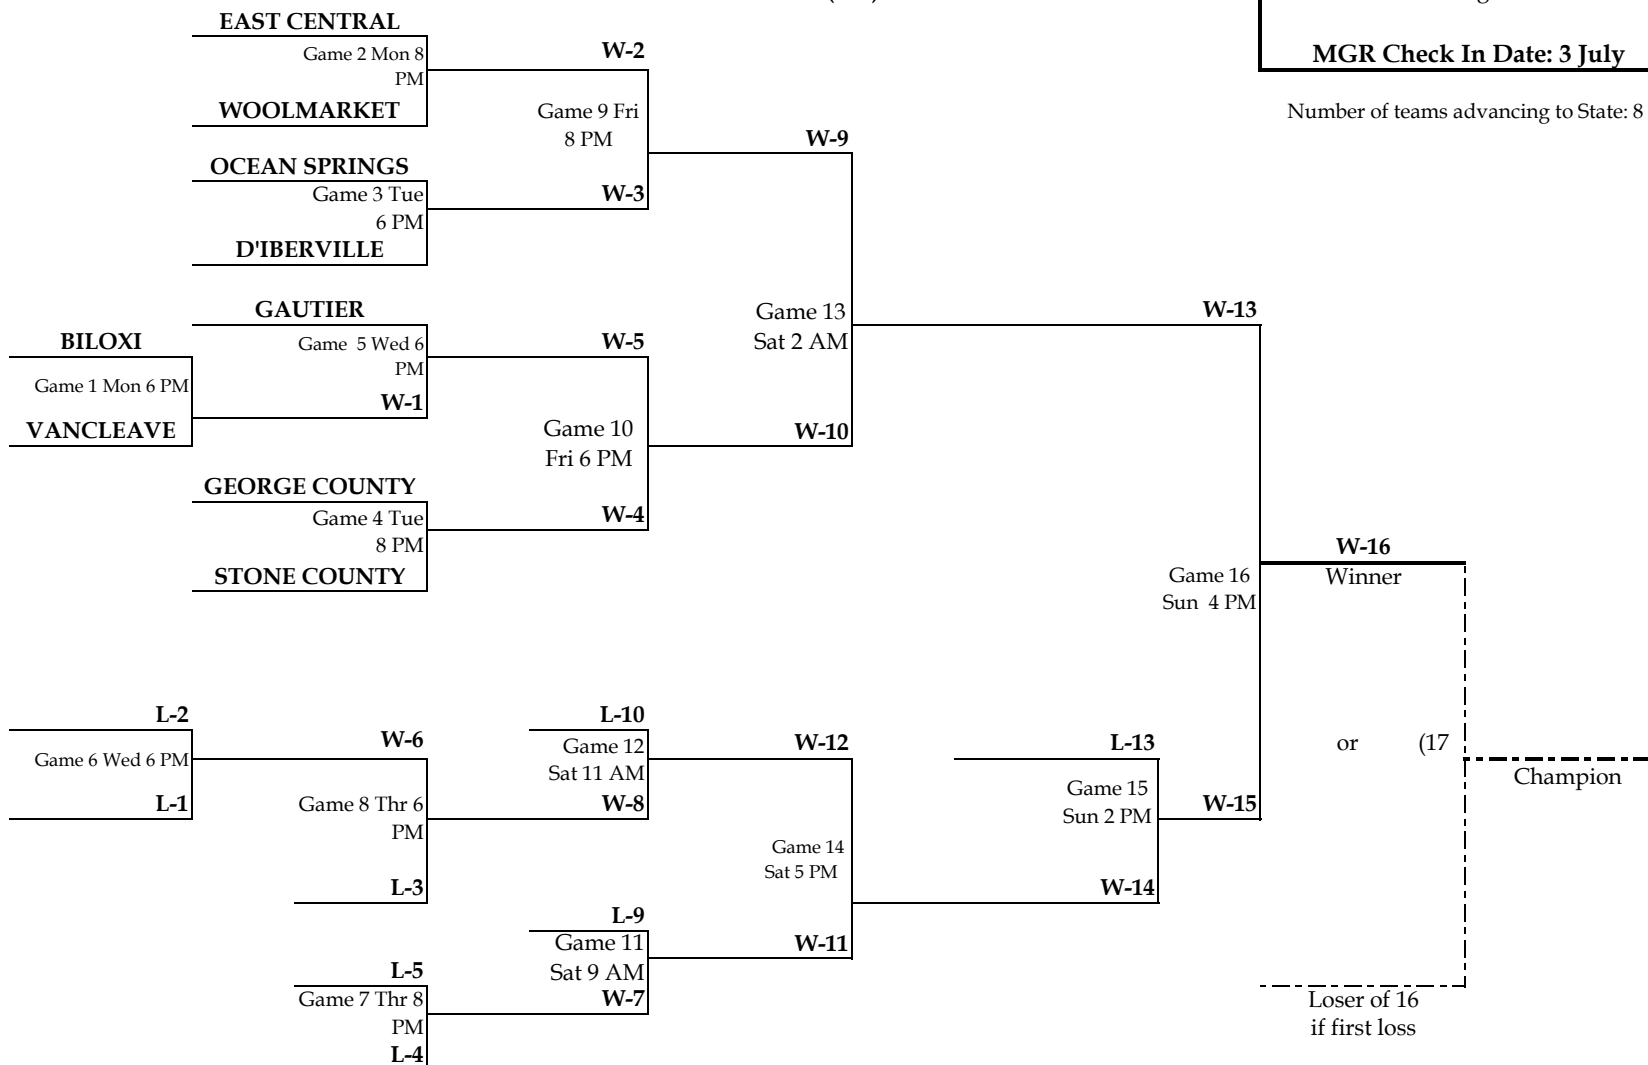 EAST CENTRAL
Game 2 Mon 8
PM
WOOLMARKET
W-2
Game 9 Fri
8 PM
W-3
OCEAN SPRINGS
Game 3 Tue
6 PM
D'IBERVILLE
W-9
MGR Check In Date: 3 July
Number of teams advancing to State: 8
GAUTIER
Game 5 Wed 6
PM
W-1
BILOXI
Game 1 Mon 6 PM
VANCLEAVE
W-5
Game 10
Fri 6 PM
W-4
Game 13
Sat 2 AM
W-10
W-13
GEORGE COUNTY
Game 4 Tue
8 PM
STONE COUNTY
Game 16
Sun 4 PM
W-16
Winner
L-2
Game 6 Wed 6 PM
L-1
W-6
Game 8 Thr 6
PM
L-3
L-10
Game 12
Sat 11 AM
W-8
W-12
Game 14
Sat 5 PM
W-11
L-13
Game 15
Sun 2 PM
W-14
W-15
or (17
Champion
L-9
Game 11
Sat 9 AM
W-7
L-5
Game 7 Thr 8
PM
L-4
Loser of 16
if first loss